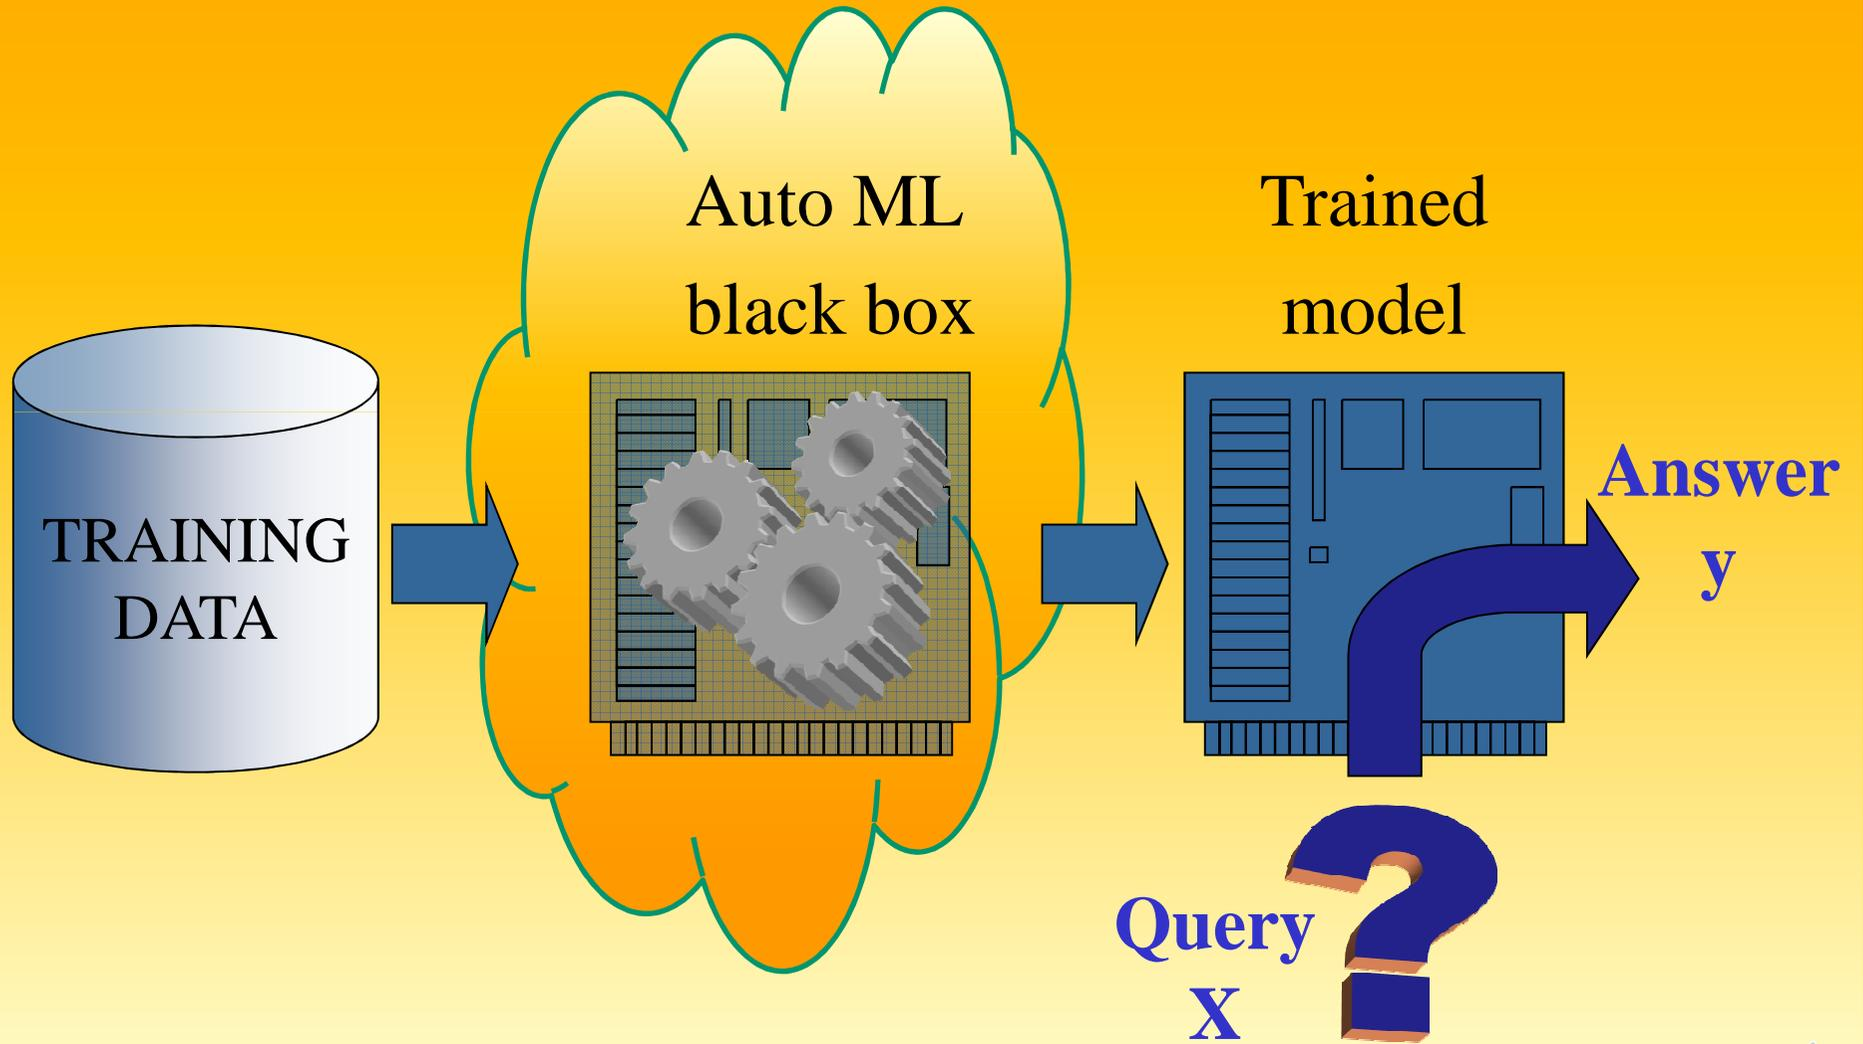 Auto ML
black box
Trained
model
TRAINING
DATA
Answer
y
Query
X